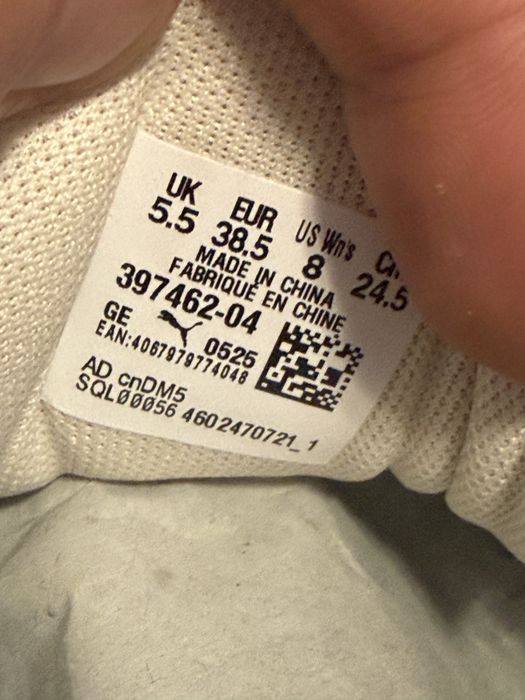 UK EUR US Wn's
5.5 38.5 8 24.5
MADE IN CHINA
FABRIQUÉ EN CHINE
397462-04
GE 0525
EAN:4067979774048
AD cnDM5
SQL00056 4602470721_1